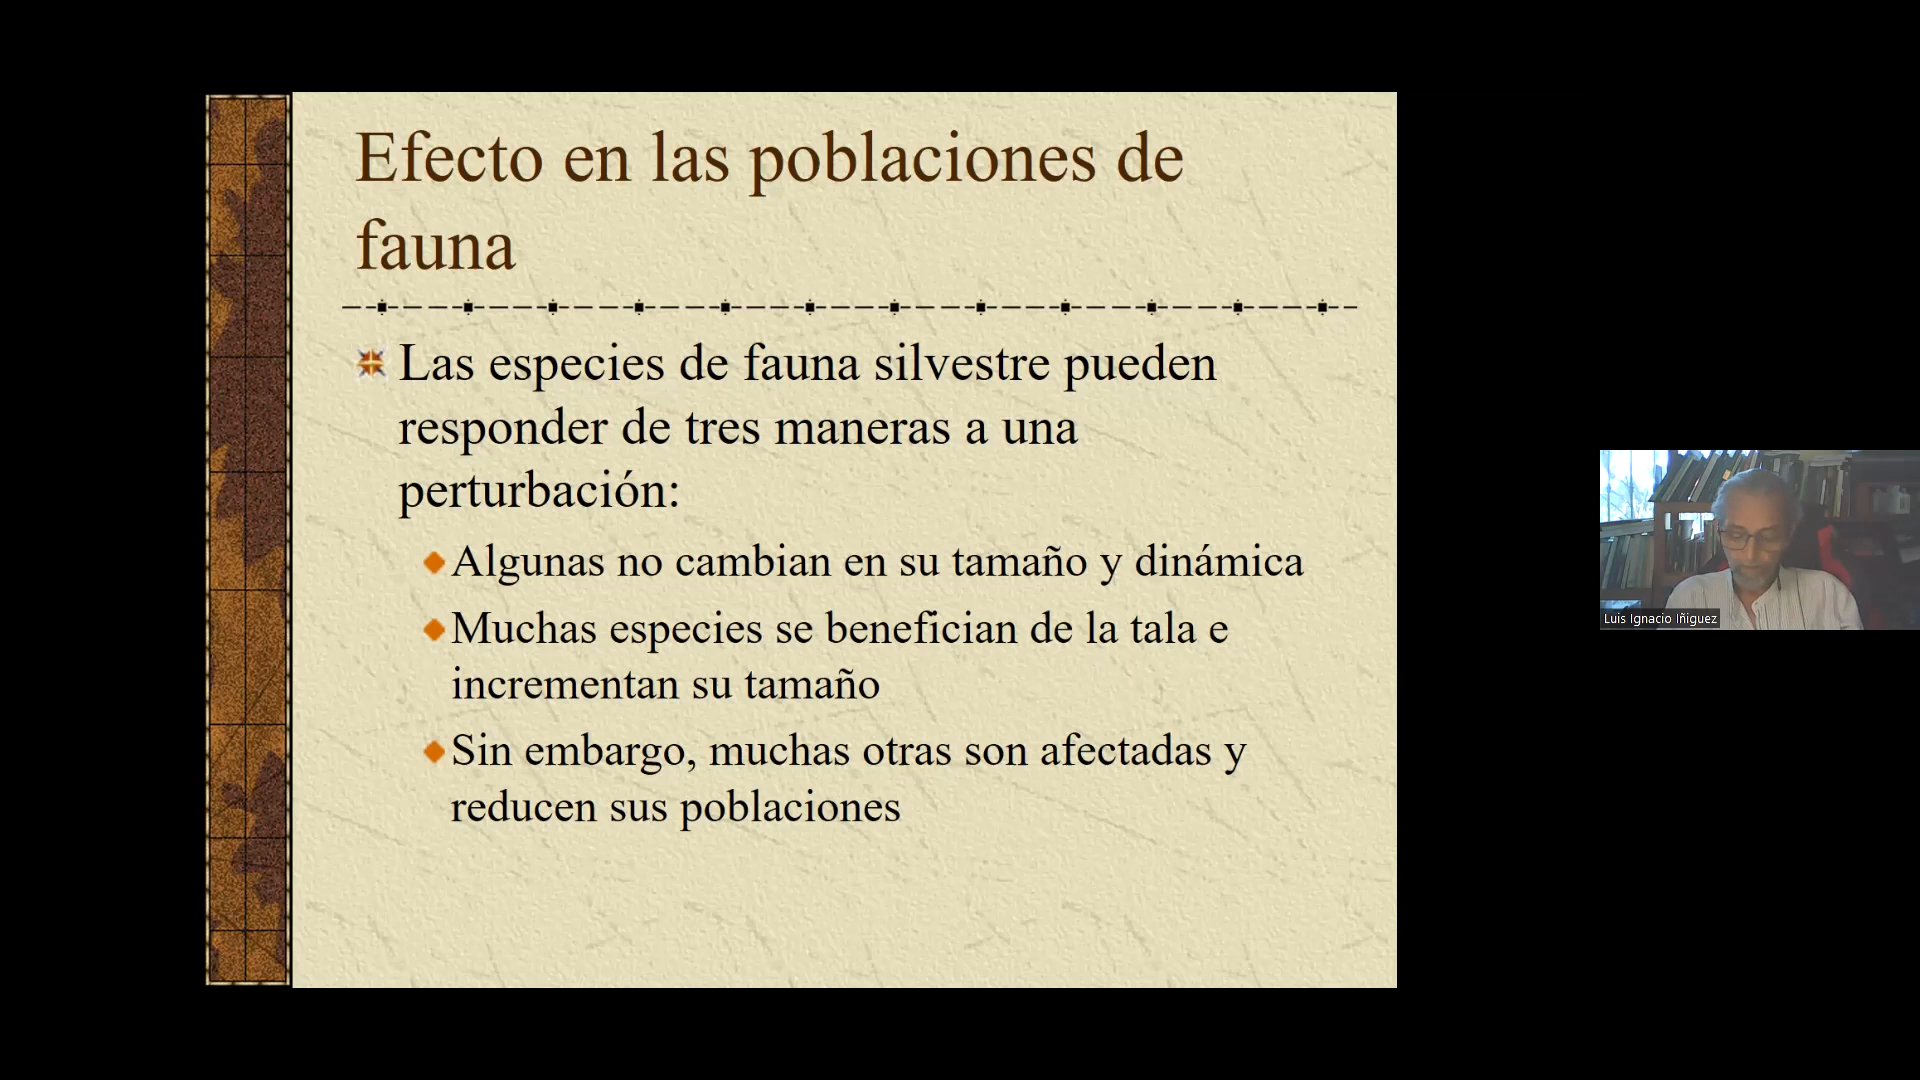 Efecto en las poblaciones de
fauna
Las especies de fauna silvestre pueden
responder de tres maneras a una
perturbación:
Algunas no cambian en su tamaño y dinámica
Muchas especies se benefician de la tala e
incrementan su tamaño
Sin embargo, muchas otras son afectadas y
reducen sus poblaciones
Luis Ignacio Iñiguez